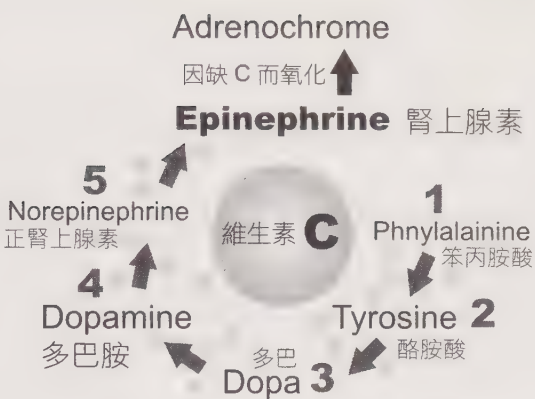 Adrenochrome
因缺 C 而氧化
Epinephrine 腎上腺素
5
Norepinephrine
正腎上腺素
維生素 C
1
Phnylalainine
笨丙胺酸
4
Dopamine
多巴胺
Tyrosine 2
酪胺酸
多巴
Dopa 3